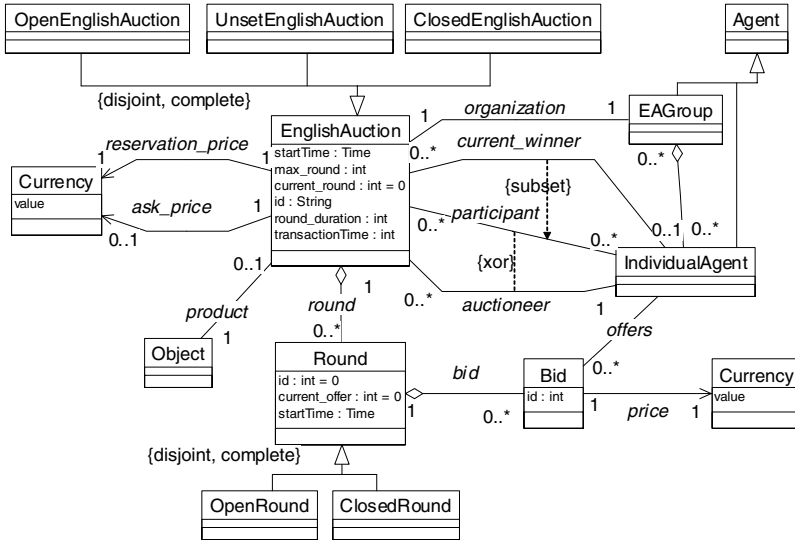 OpenEnglishAuction
UnsetEnglishAuction
ClosedEnglishAuction
Agent
{disjoint, complete}
organization
1
1
EAGroup
EnglishAuction
reservation_price
0..*
current_winner
0..*
startTime : Time
max_round : int
current_round : int = 0
id : String
round_duration : int
transactionTime : int
1
1
Currency
value
{subset}
ask_price
1
participant
0..1
0..*
0..*
0..1
0..*
{xor}
IndividualAgent
0..1
1
0..*
auctioneer
1
product
round
offers
1
0..*
Object
Round
0..*
id : int = 0
current_offer : int = 0
startTime : Time
bid
1
0..*
Bid
id : int
1
price
1
Currency
value
{disjoint, complete}
OpenRound
ClosedRound